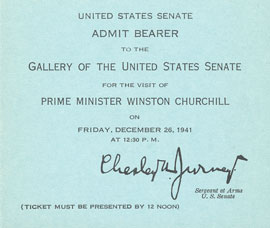 UNITED STATES SENATE
ADMIT BEARER
TO THE
GALLERY OF THE UNITED STATES SENATE
FOR THE VISIT OF
PRIME MINISTER WINSTON CHURCHILL
ON
FRIDAY, DECEMBER 26, 1941
AT 12:30 P.M.
Chesley W. Jurney
Sergeant at Arms
U. S. Senate
(TICKET MUST BE PRESENTED BY 12 NOON)